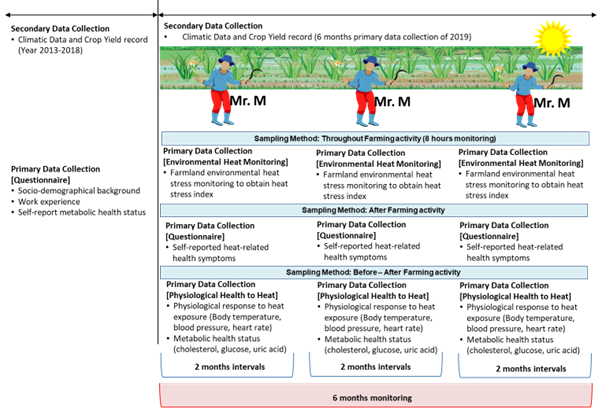 Secondary Data Collection
• Climatic Data and Crop Yield record
(Year 2013-2018)
Secondary Data Collection
• Climatic Data and Crop Yield record (6 months primary data collection of 2019)
Mr. M
Mr. M
Mr. M
Sampling Method: Throughout Farming activity (8 hours monitoring)
Primary Data Collection
[Questionnaire]
• Socio-demographical background
• Work experience
• Self-report metabolic health status
Primary Data Collection
[Environmental Heat Monitoring]
• Farmland environmental heat
stress monitoring to obtain heat
stress index
Primary Data Collection
[Environmental Heat Monitoring]
• Farmland environmental heat
stress monitoring to obtain heat
stress index
Primary Data Collection
[Environmental Heat Monitoring]
• Farmland environmental heat
stress monitoring to obtain heat
stress index
Sampling Method: After Farming activity
Primary Data Collection
[Questionnaire]
• Self-reported heat-related
health symptoms
Primary Data Collection
[Questionnaire]
• Self-reported heat-related
health symptoms
Primary Data Collection
[Questionnaire]
• Self-reported heat-related
health symptoms
Sampling Method: Before – After Farming activity
Primary Data Collection
[Physiological Health to Heat]
• Physiological response to heat
exposure (Body temperature,
blood pressure, heart rate)
• Metabolic health status
(cholesterol, glucose, uric acid)
Primary Data Collection
[Physiological Health to Heat]
• Physiological response to heat
exposure (Body temperature,
blood pressure, heart rate)
• Metabolic health status
(cholesterol, glucose, uric acid)
Primary Data Collection
[Physiological Health to Heat]
• Physiological response to heat
exposure (Body temperature,
blood pressure, heart rate)
• Metabolic health status
(cholesterol, glucose, uric acid)
2 months intervals
2 months intervals
2 months intervals
6 months monitoring